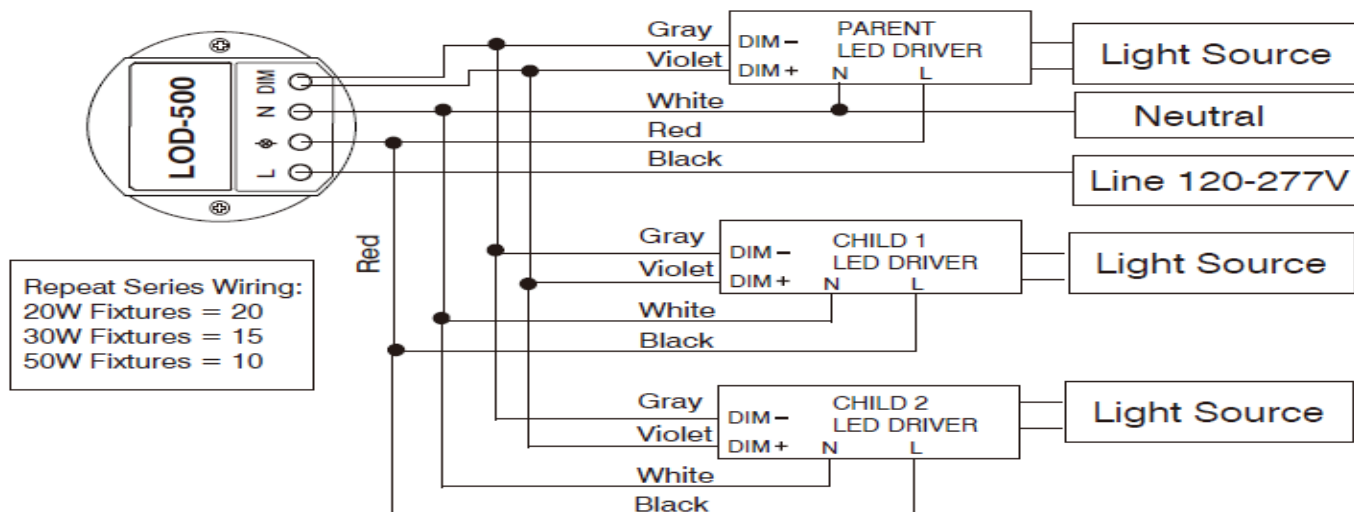 LOD-500
DIM
N
L
Gray
Violet
White
Red
Black
DIM-
DIM+
PARENT
LED DRIVER
N L
Light Source
Neutral
Line 120-277V
Red
Repeat Series Wiring:
20W Fixtures = 20
30W Fixtures = 15
50W Fixtures = 10
Gray
Violet
White
Black
DIM-
DIM+
CHILD 1
LED DRIVER
N L
Light Source
Gray
Violet
White
Black
DIM-
DIM+
CHILD 2
LED DRIVER
N L
Light Source